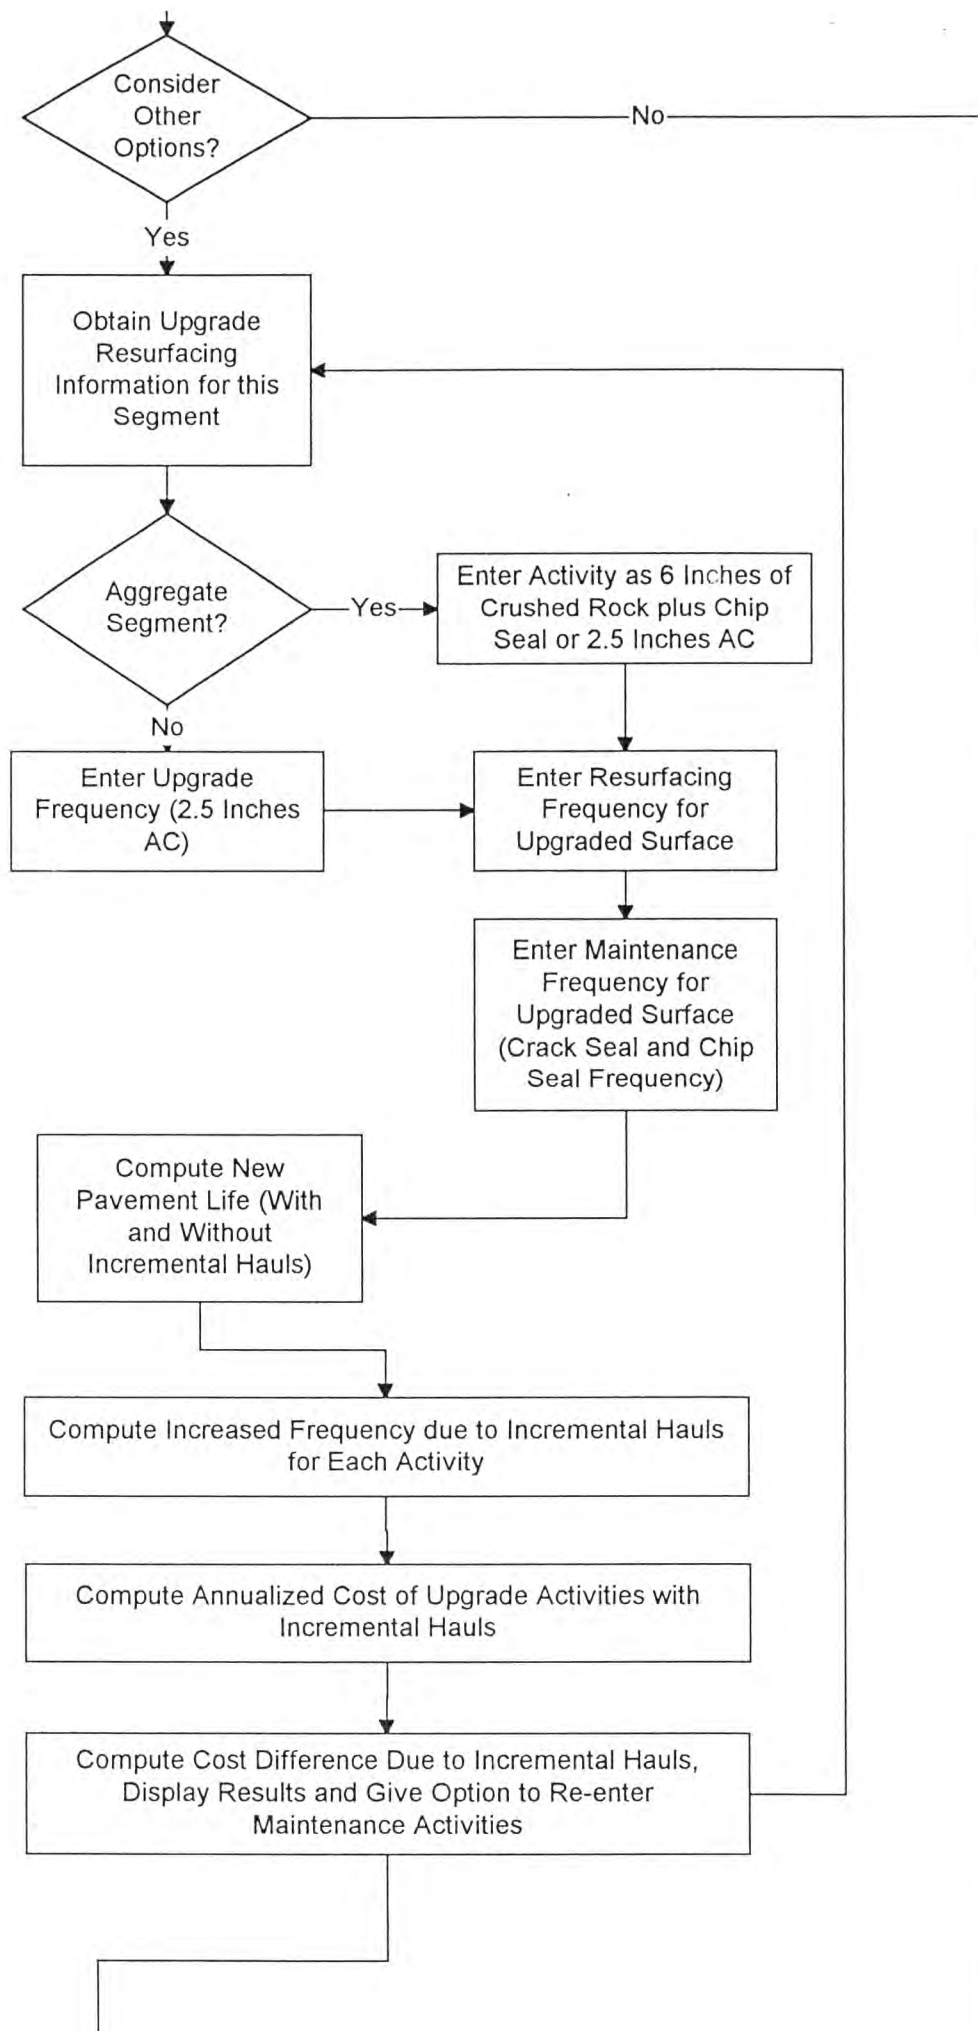 Consider
Other
Options?
No
Yes
Obtain Upgrade
Resurfacing
Information for this
Segment
Aggregate
Segment?
Yes
Enter Activity as 6 Inches of
Crushed Rock plus Chip
Seal or 2.5 Inches AC
No
Enter Upgrade
Frequency (2.5 Inches
AC)
Enter Resurfacing
Frequency for
Upgraded Surface
Enter Maintenance
Frequency for
Upgraded Surface
(Crack Seal and Chip
Seal Frequency)
Compute New
Pavement Life (With
and Without
Incremental Hauls)
Compute Increased Frequency due to Incremental Hauls
for Each Activity
Compute Annualized Cost of Upgrade Activities with
Incremental Hauls
Compute Cost Difference Due to Incremental Hauls,
Display Results and Give Option to Re-enter
Maintenance Activities